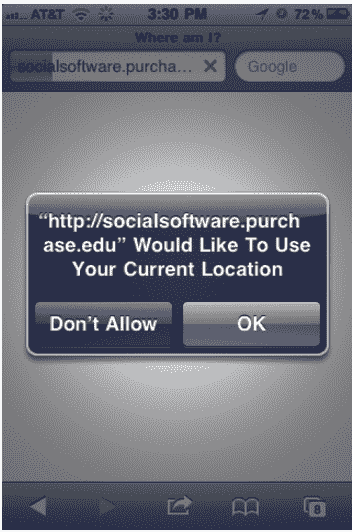 AT&T 3:30 PM 72%
Where am I?
socialsoftware.purcha... Google
“http://socialsoftware.purch
ase.edu” Would Like To Use
Your Current Location
Don’t Allow OK
8